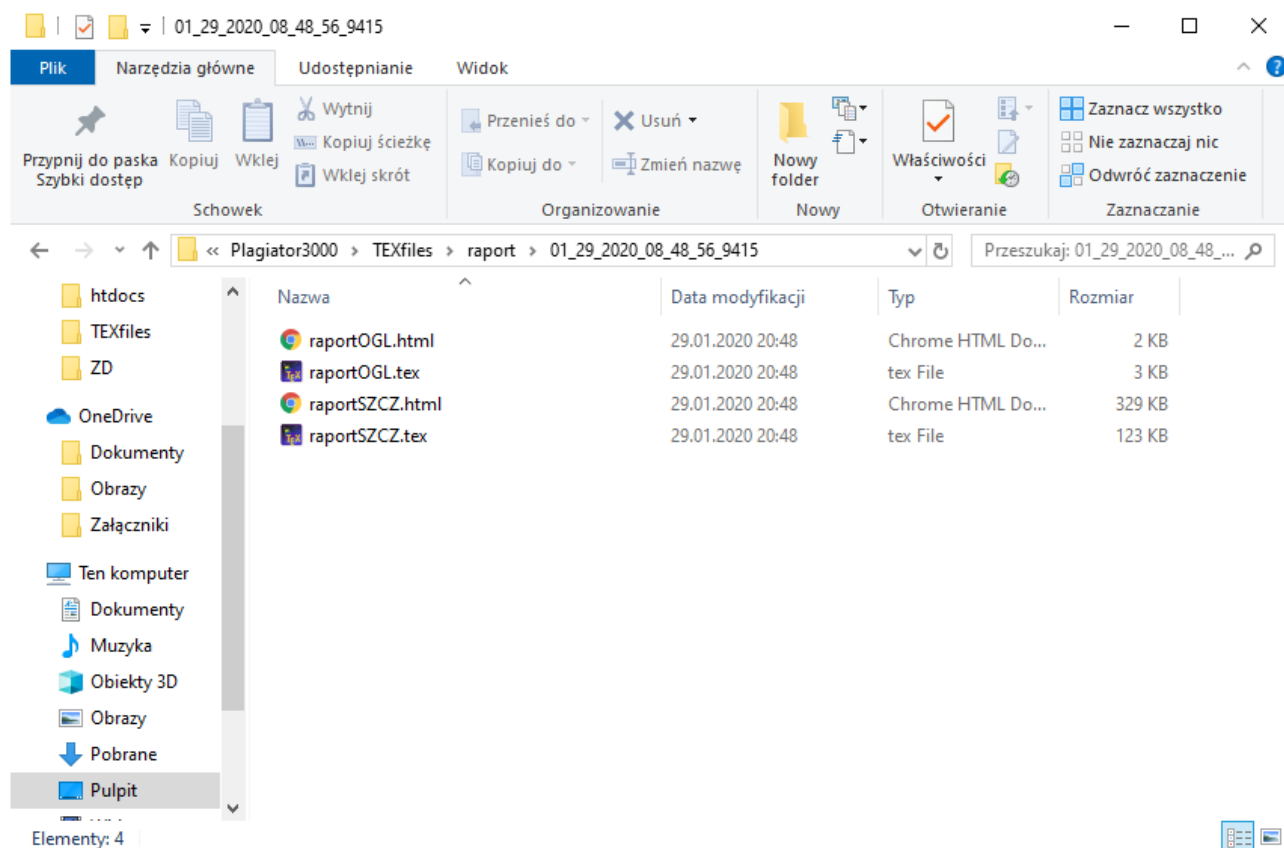 01_29_2020_08_48_56_9415
Plik Narzędzia główne Udostępnianie Widok
Przypnij do paska Szybki dostęp
Kopiuj
Wklej
Wytnij
Kopiuj ścieżkę
Wklej skrót
Schowek
Przenieś do
Kopiuj do
Usuń
Zmień nazwę
Organizowanie
Nowy
folder
Nowy
Właściwości
Otwieranie
Zaznacz wszystko
Nie zaznaczaj nic
Odwróć zaznaczenie
Zaznaczanie
« Plagiator3000 > TEXfiles > raport > 01_29_2020_08_48_56_9415
Przeszukaj: 01_29_2020_08_48_...
htdocs
TEXfiles
ZD
OneDrive
Dokumenty
Obrazy
Załączniki
Ten komputer
Dokumenty
Muzyka
Obiekty 3D
Obrazy
Pobrane
Pulpit
Nazwa Data modyfikacji Typ Rozmiar
raportOGL.html 29.01.2020 20:48 Chrome HTML Do... 2 KB
raportOGL.tex 29.01.2020 20:48 tex File 3 KB
raportSZCZ.html 29.01.2020 20:48 Chrome HTML Do... 329 KB
raportSZCZ.tex 29.01.2020 20:48 tex File 123 KB
Elementy: 4